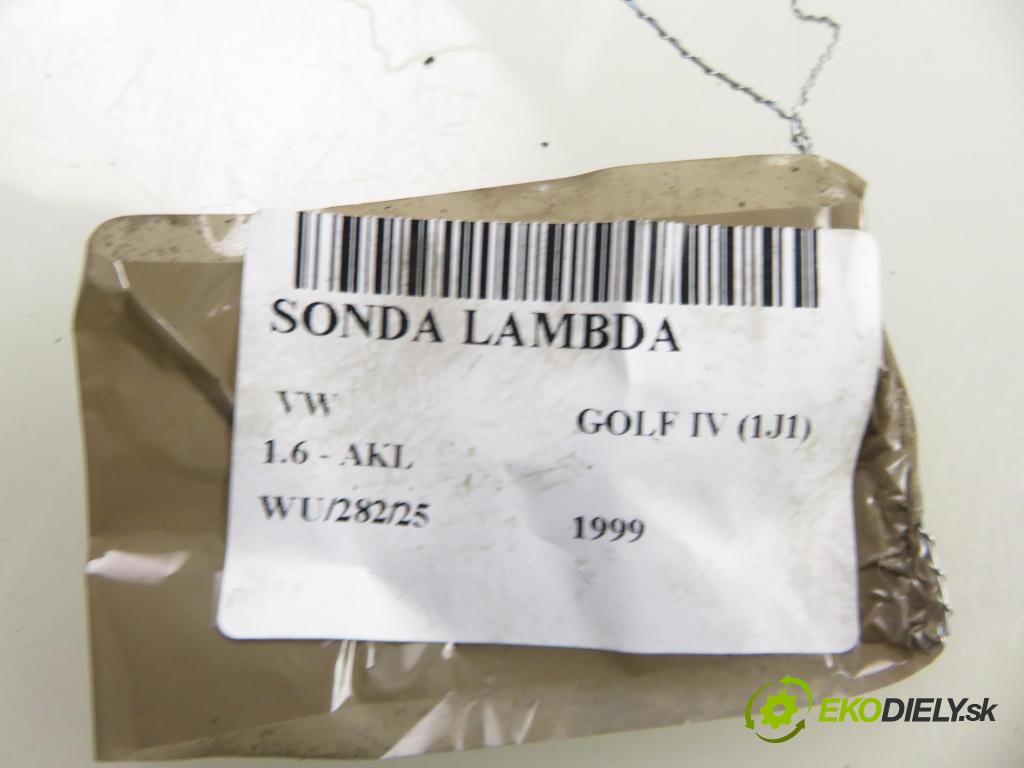 SONDA LAMBDA
VW GOLF IV (1J1)
1.6 - AKL
WU/282/25 1999
EKODIELY.sk